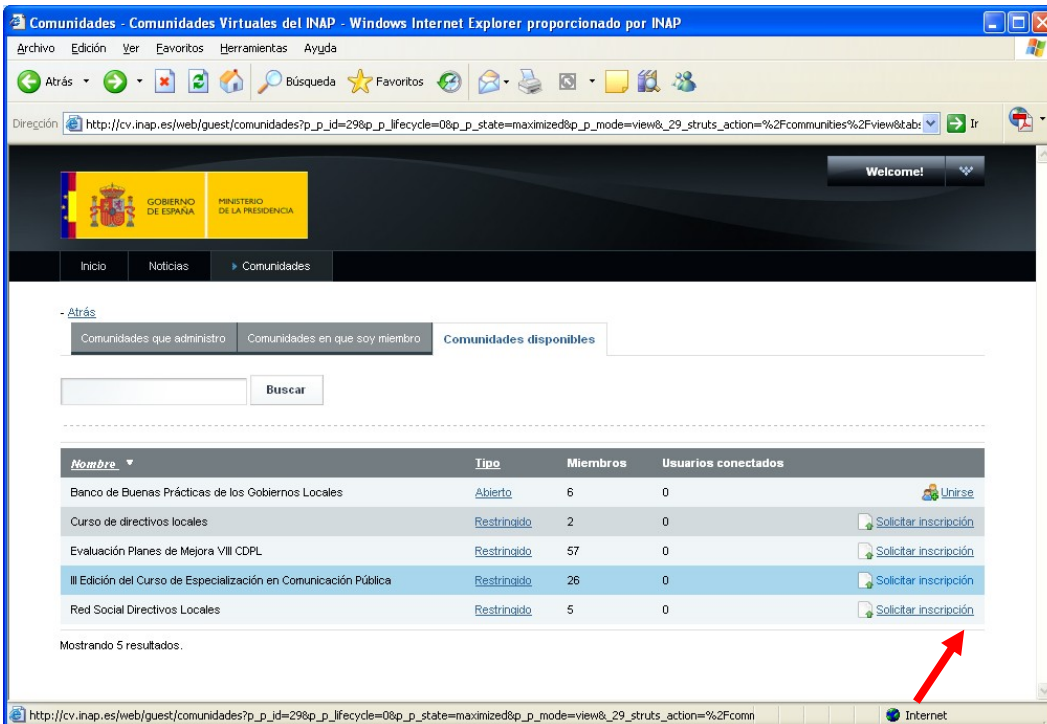 Comunidades - Comunidades Virtuales del INAP - Windows Internet Explorer proporcionado por INAP
Archivo Edición Ver Favoritos Herramientas Ayuda
Atrás Búsqueda Favoritos
Dirección http://cv.inap.es/web/guest/comunidades?p_p_id=29&p_p_lifecycle=0&p_p_state=maximized&p_p_mode=view&_29_struts_action=%2Fcommunities%2Fview&tabs Ir
Welcome!
GOBIERNO MINISTERIO
DE ESPAÑA DE LA PRESIDENCIA
Inicio Noticias Comunidades
- Atrás
Comunidades que administro Comunidades en que soy miembro Comunidades disponibles
Buscar
Nombre Tipo Miembros Usuarios conectados
Banco de Buenas Prácticas de los Gobiernos Locales Abierto 6 0 Unirse
Curso de directivos locales Restringido 2 0 Solicitar inscripción
Evaluación Planes de Mejora VIII CDPL Restringido 57 0 Solicitar inscripción
III Edición del Curso de Especialización en Comunicación Pública Restringido 26 0 Solicitar inscripción
Red Social Directivos Locales Restringido 5 0 Solicitar inscripción
Mostrando 5 resultados.
http://cv.inap.es/web/guest/comunidades?p_p_id=29&p_p_lifecycle=0&p_p_state=maximized&p_p_mode=view&_29_struts_action=%2Fcomm Internet